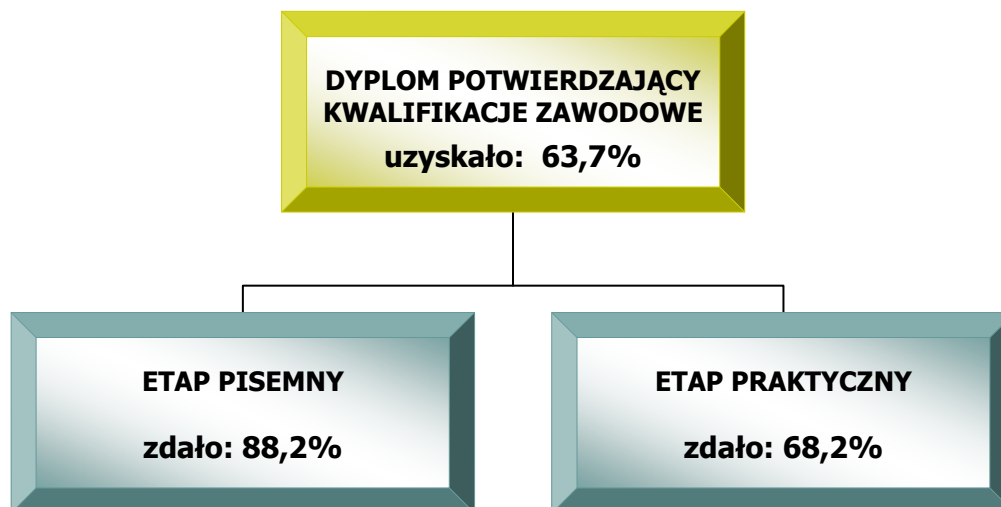 DYPLOM POTWIERDZAJĄCY
KWALIFIKACJE ZAWODOWE
uzyskało: 63,7%
ETAP PISEMNY
zdało: 88,2%
ETAP PRAKTYCZNY
zdało: 68,2%